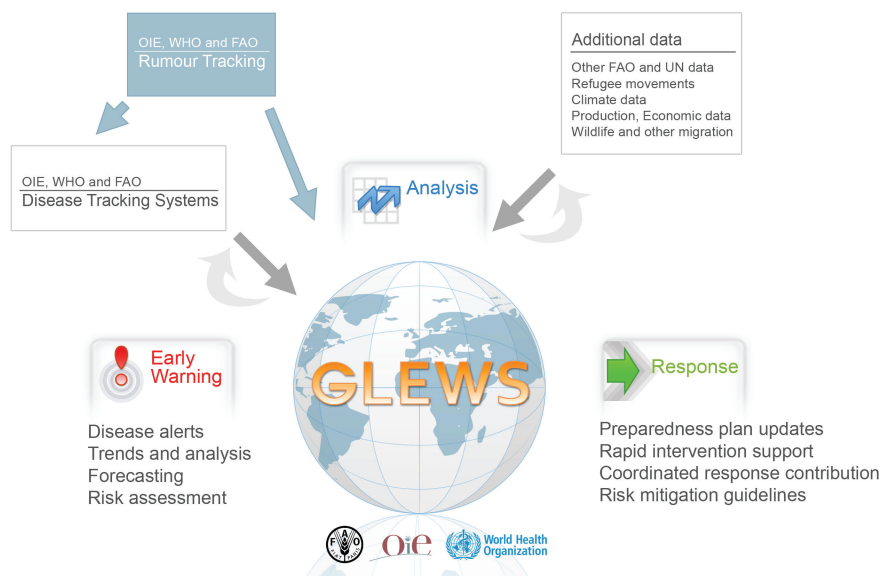 OIE, WHO and FAO
Rumour Tracking
Additional data
Other FAO and UN data
Refugee movements
Climate data
Production, Economic data
Wildlife and other migration
OIE, WHO and FAO
Disease Tracking Systems
Analysis
GLEWS
Early
Warning
Disease alerts
Trends and analysis
Forecasting
Risk assessment
Response
Preparedness plan updates
Rapid intervention support
Coordinated response contribution
Risk mitigation guidelines
FAO
FIAT PANIS
OiE
World Health
Organization